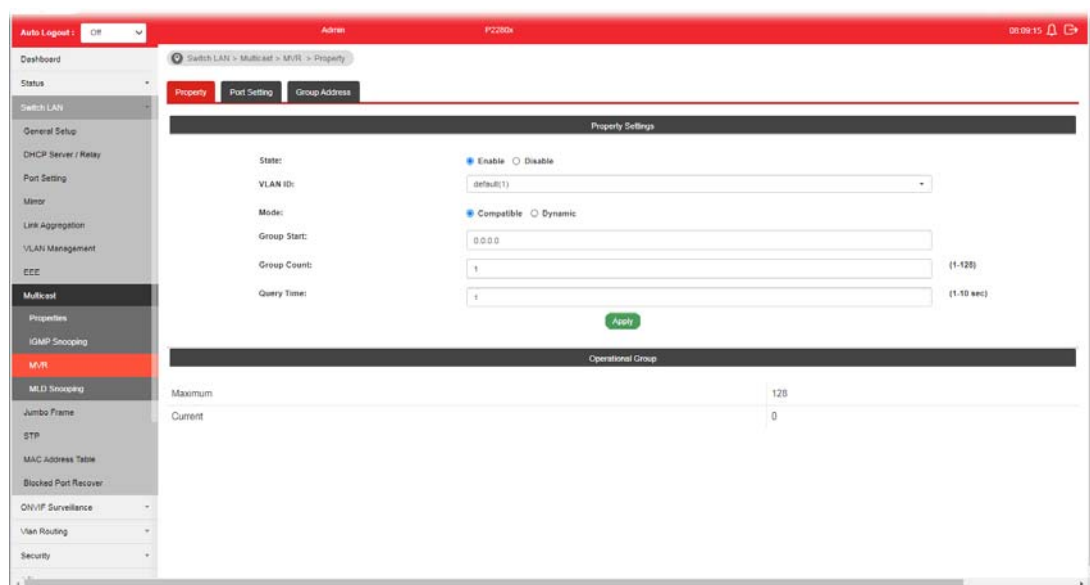 Auto Logout : Off Admin P2280x 00:09:15
Dashboard
Status
Switch LAN
General Setup
DHCP Server / Relay
Port Setting
Mirror
Link Aggregation
VLAN Management
EEE
Multicast
Properties
IGMP Snooping
MVR
MLD Snooping
Jumbo Frame
STP
MAC Address Table
Blocked Port Recover
ONVIF Surveillance
Vlan Routing
Security
Switch LAN > Multicast > MVR > Property
Property Port Setting Group Address
Property Settings
State: Enable Disable
VLAN ID: default(1)
Mode: Compatible Dynamic
Group Start: 0.0.0.0
Group Count: 1 (1-128)
Query Time: 1 (1-10 sec)
Apply
Operational Group
Maximum 128
Current 0